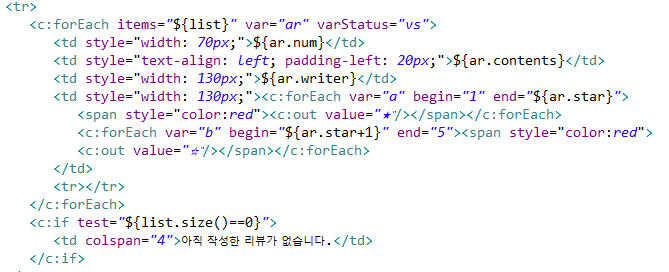 <tr>
<c:forEach items="${list}" var="ar" varStatus="vs">
<td style="width: 70px;">${ar.num}</td>
<td style="text-align: left; padding-left: 20px;">${ar.contents}</td>
<td style="width: 130px;">${ar.writer}</td>
<td style="width: 130px;"><c:forEach var="a" begin="1" end="${ar.star}">
<span style="color:red"><c:out value="★"/></span></c:forEach>
<c:forEach var="b" begin="${ar.star+1}" end="5"><span style="color:red">
<c:out value="☆"/></span></c:forEach>
</td>
<tr></tr>
</c:forEach>
<c:if test="${list.size()==0}">
<td colspan="4">아직 작성한 리뷰가 없습니다.</td>
</c:if>